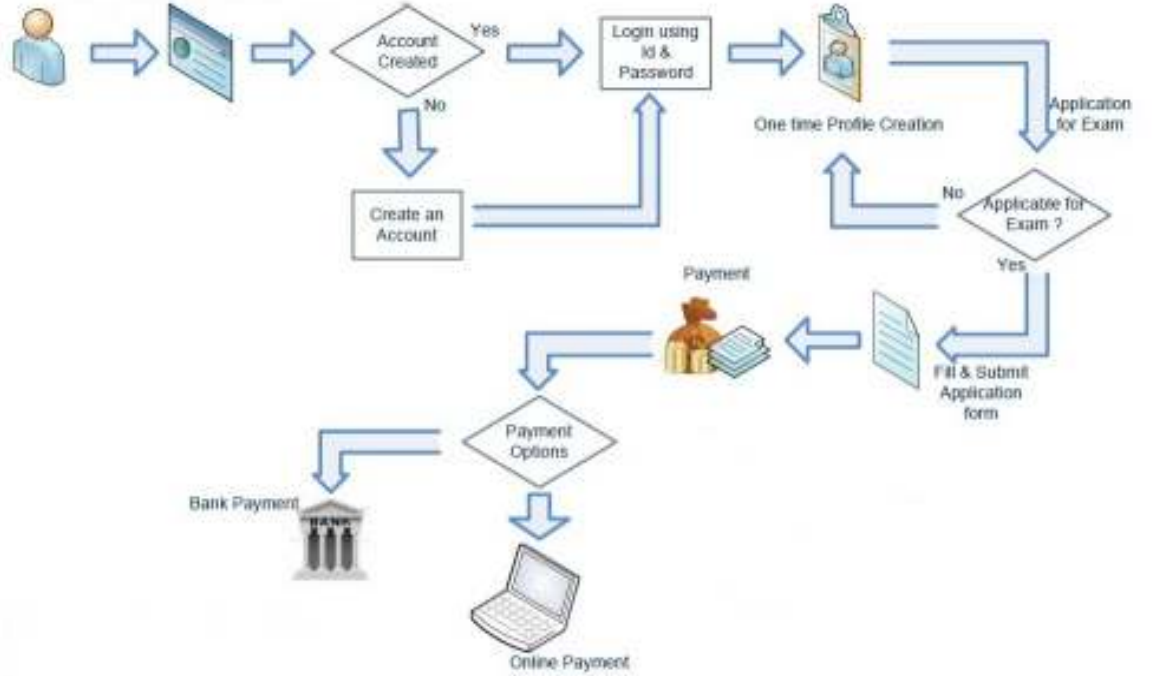 Account
Created
Yes
No
Create an
Account
Login using
Id &
Password
One time Profile Creation
Application
for Exam
Applicable for
Exam ?
No
Yes
Fill & Submit
Application
form
Payment
Payment
Options
Bank Payment
BANK
Online Payment